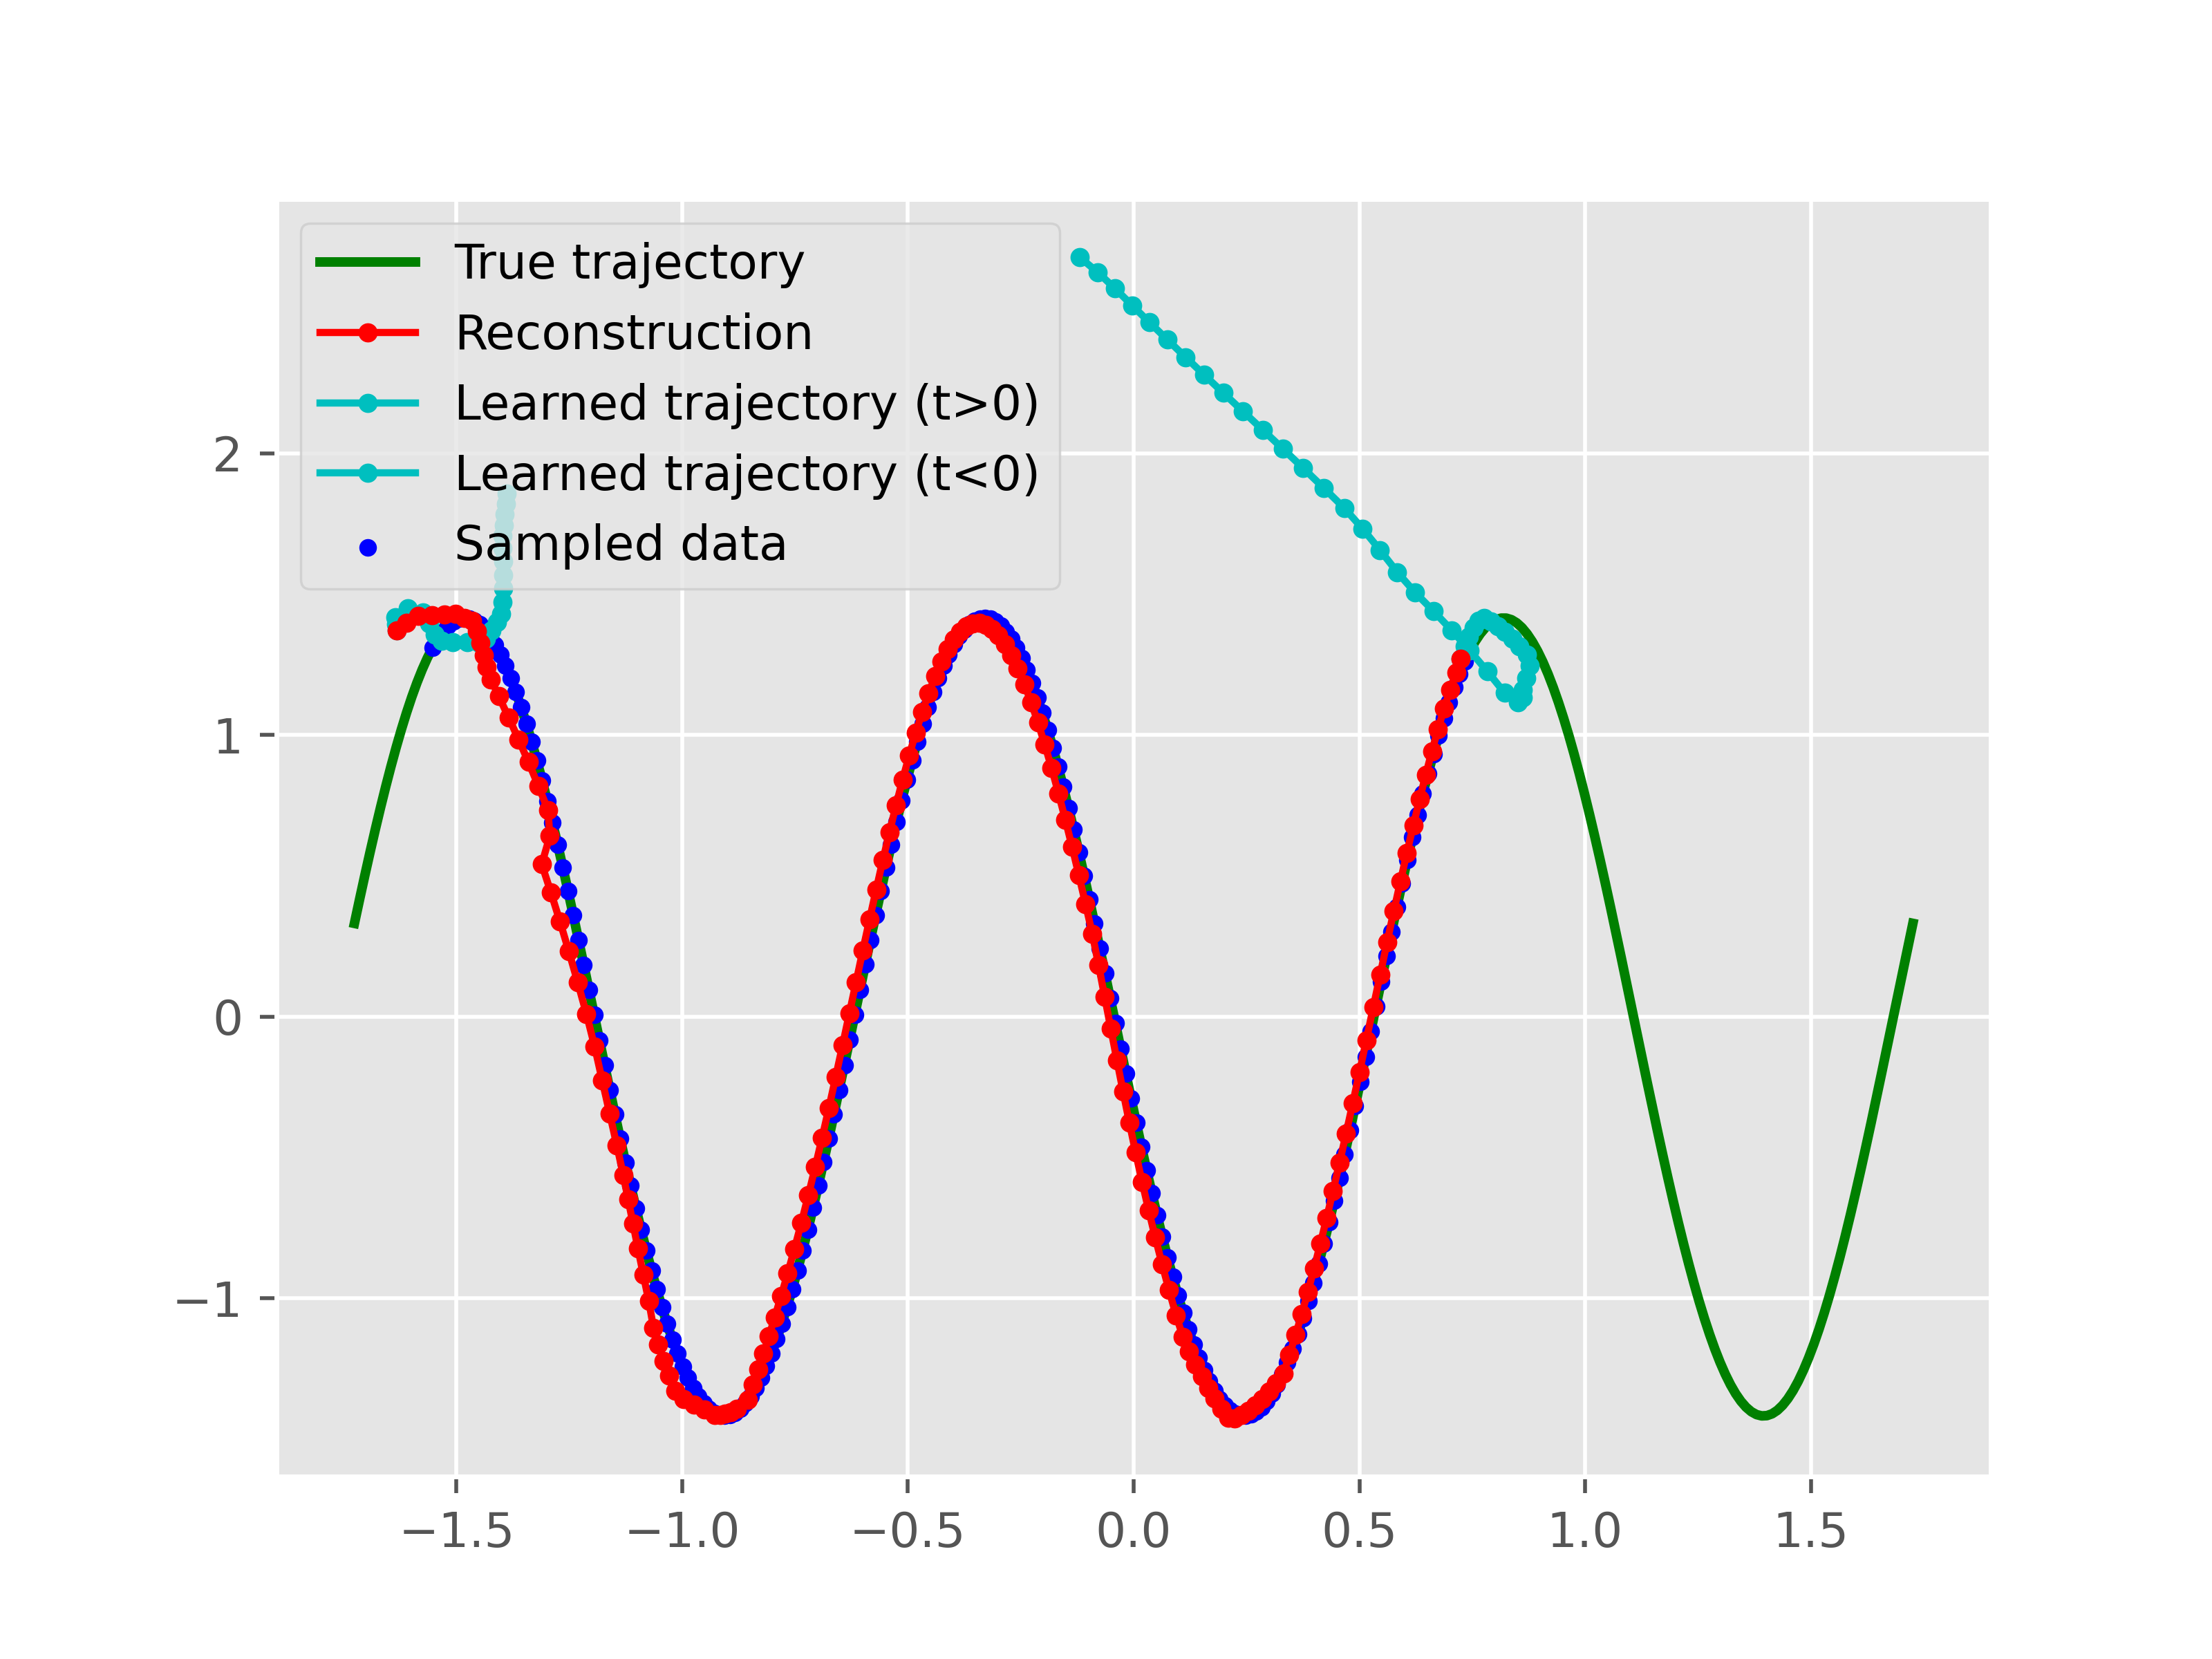 True trajectory
Reconstruction
Learned trajectory (t>0)
Learned trajectory (t<0)
Sampled data
2
1
0
−1
−1.5 −1.0 −0.5 0.0 0.5 1.0 1.5